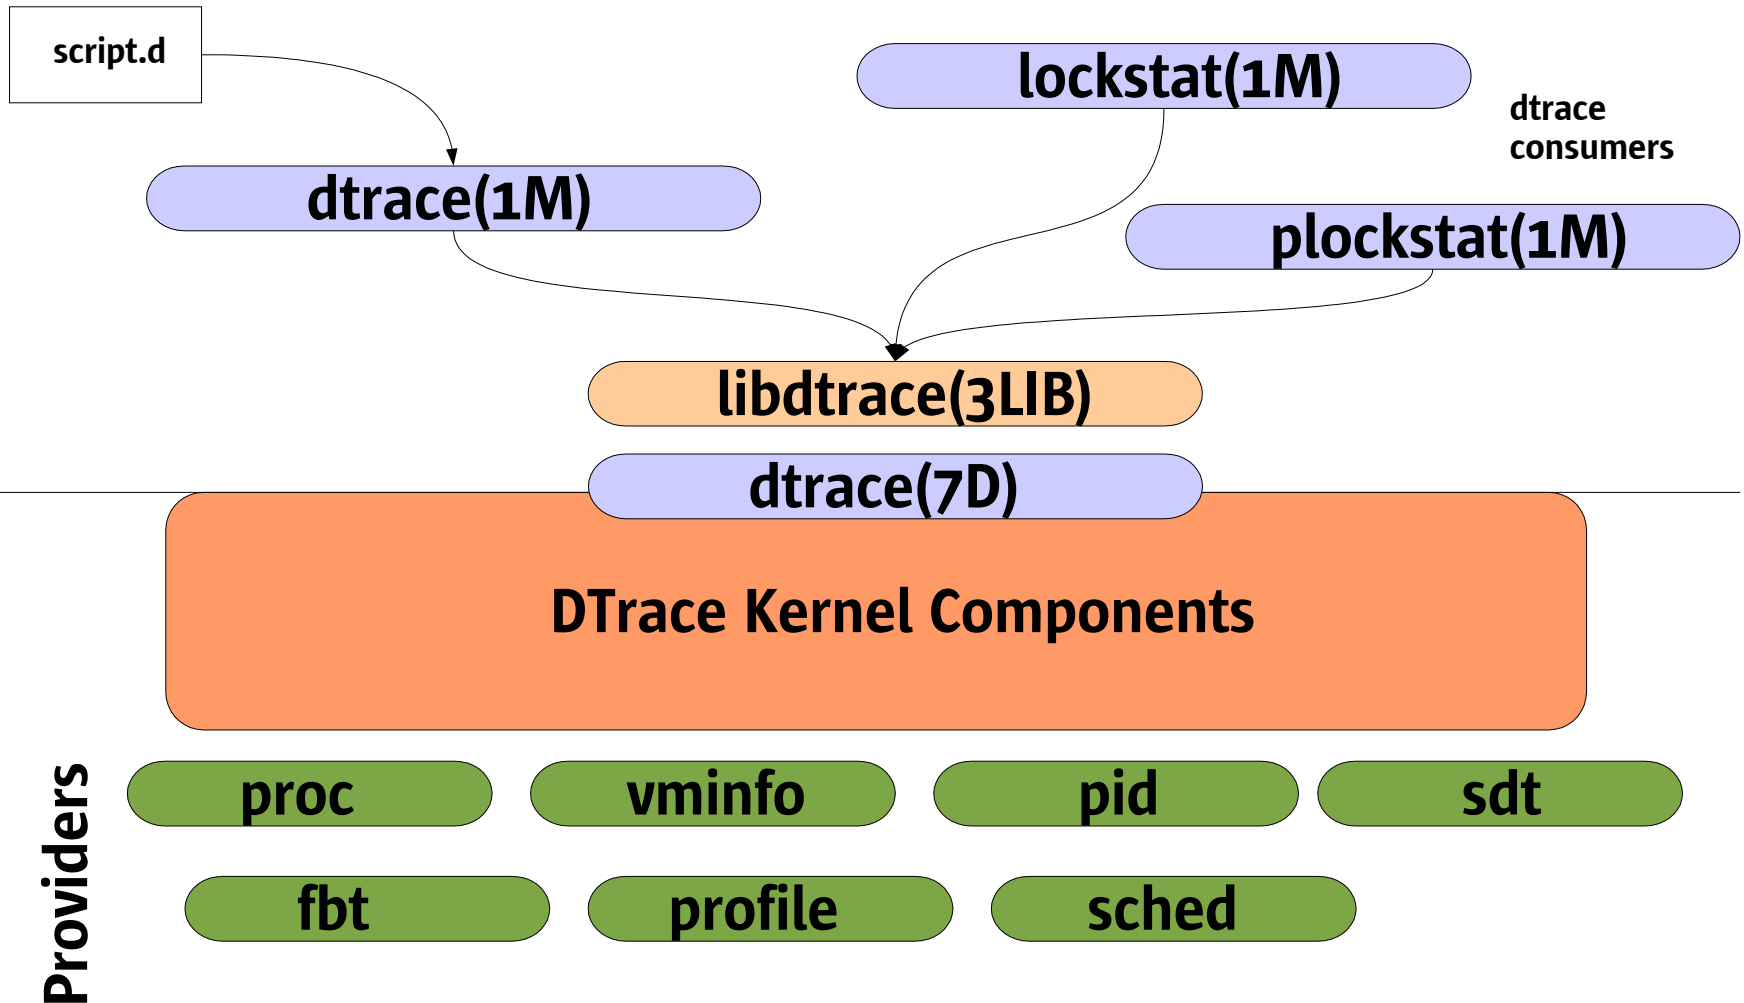 script.d
lockstat(1M)
dtrace
consumers
dtrace(1M)
plockstat(1M)
libdtrace(3LIB)
dtrace(7D)
DTrace Kernel Components
Providers
proc
vminfo
pid
sdt
fbt
profile
sched